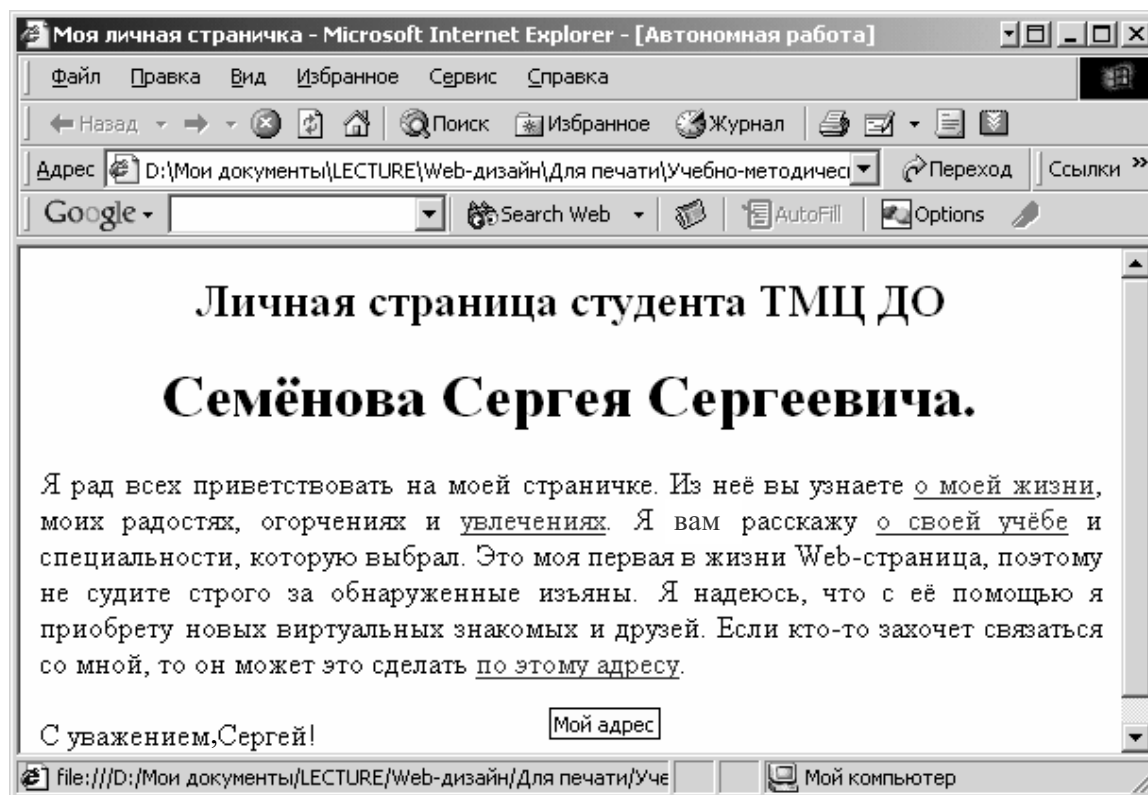 Моя личная страничка - Microsoft Internet Explorer - [Автономная работа]
Файл Правка Вид Избранное Сервис Справка
Назад Поиск Избранное Журнал
Адрес D:\Мои документы\LECTURE\Web-дизайн\Для печати\Учебно-методичес Переход Ссылки »
Google Search Web AutoFill Options
Личная страница студента ТМЦ ДО
Семёнова Сергея Сергеевича.
Я рад всех приветствовать на моей страничке. Из неё вы узнаете о моей жизни,
моих радостях, огорчениях и увлечениях. Я вам расскажу о своей учёбе и
специальности, которую выбрал. Это моя первая в жизни Web-страница, поэтому
не судите строго за обнаруженные изьяны. Я надеюсь, что с её помощью я
приобрету новых виртуальных знакомых и друзей. Если кто-то захочет связаться
со мной, то он может это сделать по этому адресу.
Мой адрес
С уважением,Сергей!
file:///D:/Мои документы/LECTURE/Web-дизайн/Для печати/Уче Мой компьютер